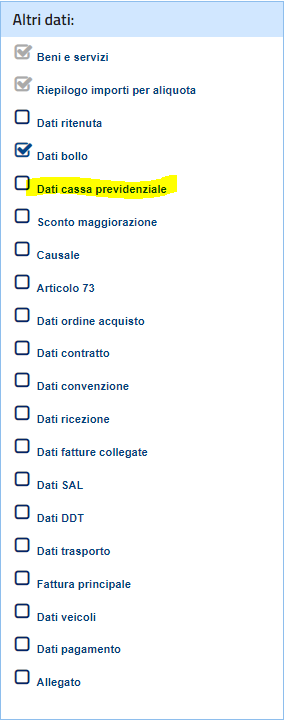 Altri dati:
Beni e servizi
Riepilogo importi per aliquota
Dati ritenuta
Dati bollo
Dati cassa previdenziale
Sconto maggiorazione
Causale
Articolo 73
Dati ordine acquisto
Dati contratto
Dati convenzione
Dati ricezione
Dati fatture collegate
Dati SAL
Dati DDT
Dati trasporto
Fattura principale
Dati veicoli
Dati pagamento
Allegato